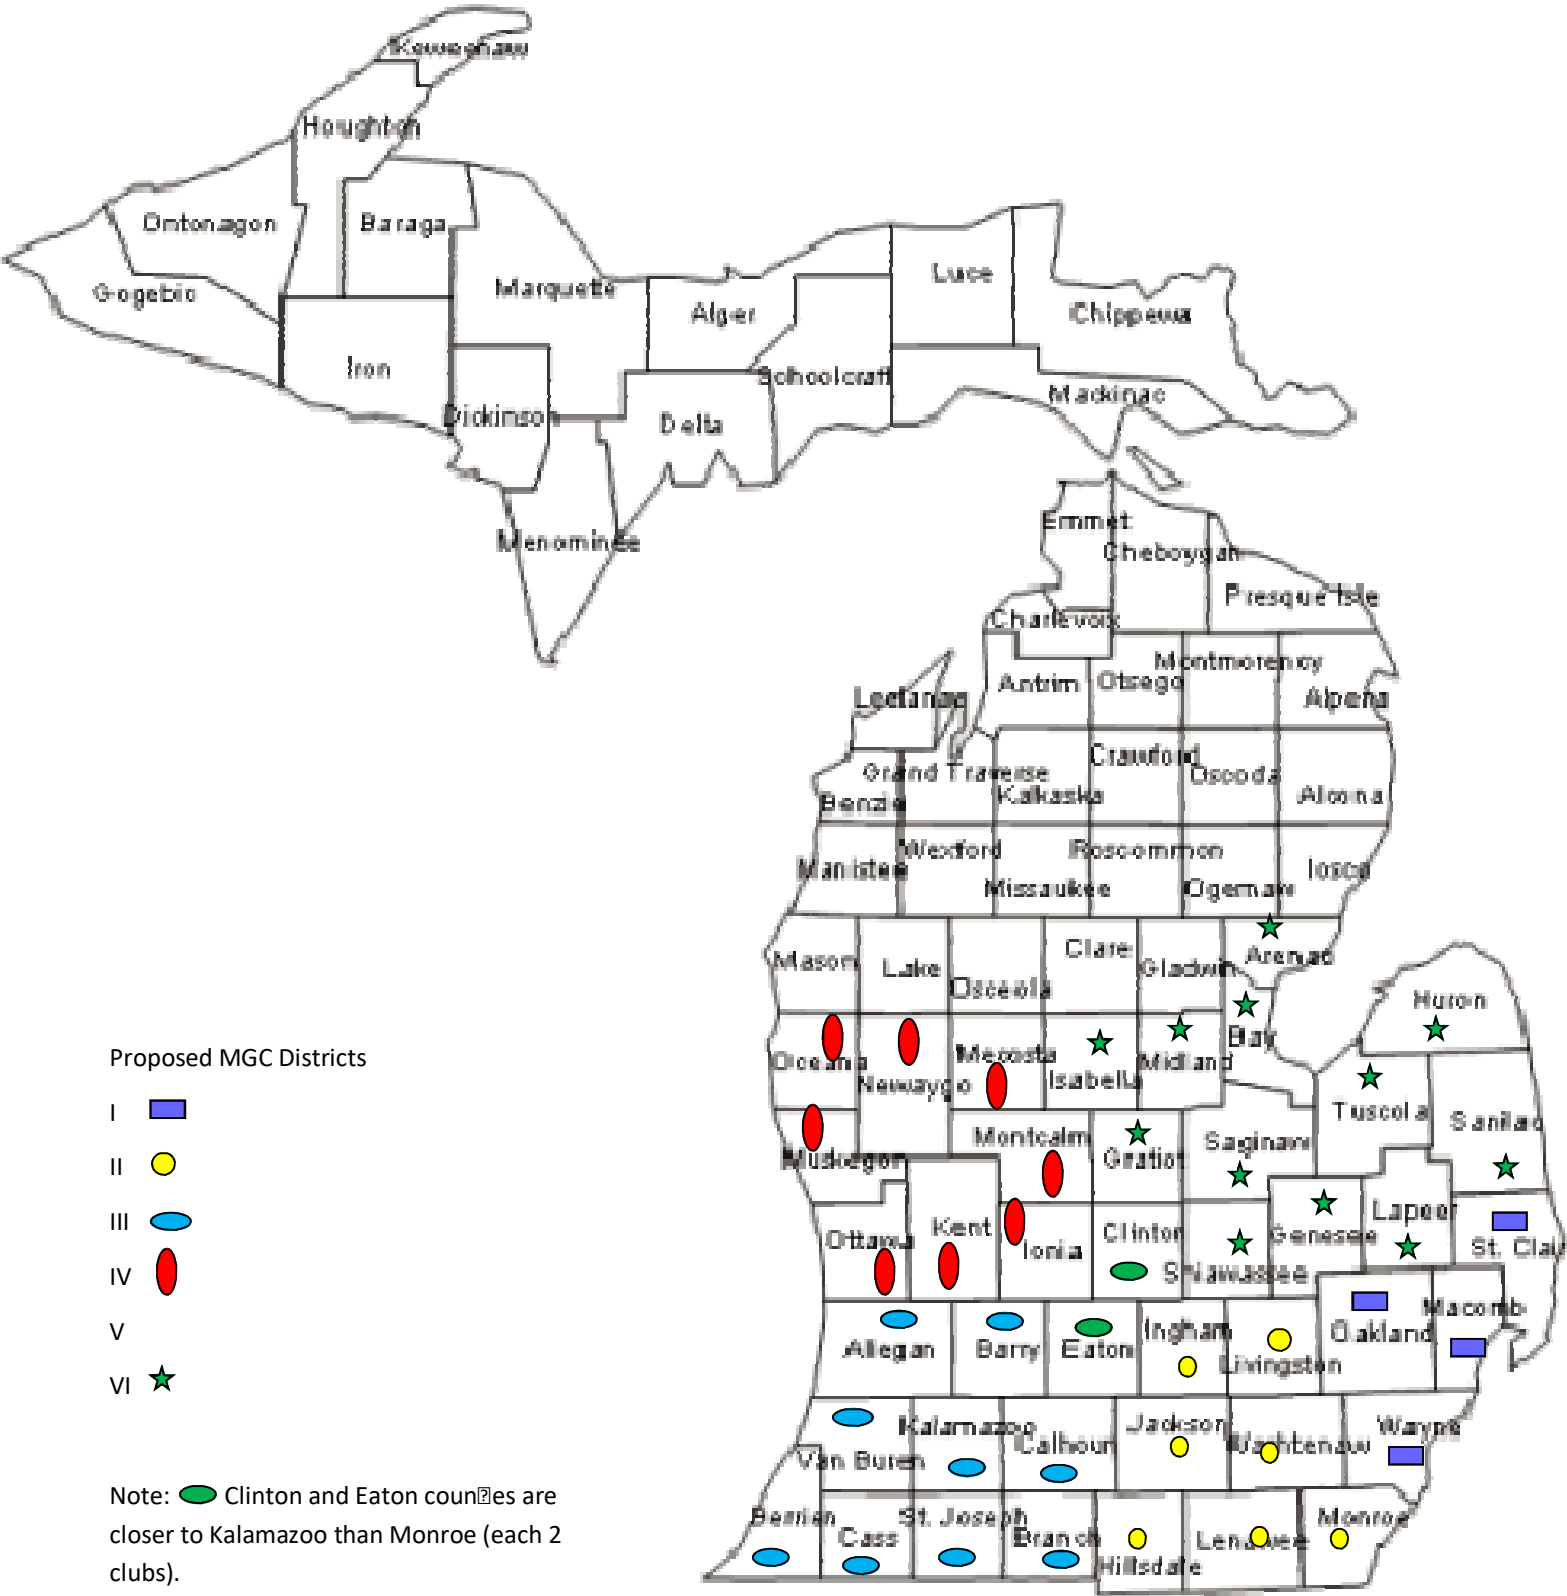 Keweenaw
Houghton
Ontonagon
Baraga
Gogebic
Marquette
Luce
Alger
Chippewa
Iron
Schoolcraft
Mackinac
Dickinson
Delta
Menominee
Emmet
Cheboygan
Presque Isle
Charlevoix
Montmorency
Antrim
Otsego
Alpena
Leelanau
Crawford
Grand Traverse
Oscoda
Kalkaska
Alcona
Benzie
Wexford
Roscommon
Manistee
Iosco
Missaukee
Ogemaw
Clare
Arenac
Mason
Lake
Gladwin
Osceola
Huron
Bay
Mecosta
Oceana
Midland
Newaygo
Isabella
Tuscola
Sanilac
Montcalm
Saginaw
Muskegon
Gratiot
Lapeer
Kent
Clinton
Ottawa
Ionia
Genesee
St. Clair
Shiawassee
Macomb
Ingham
Oakland
Allegan
Barry
Eaton
Livingston
Kalamazoo
Jackson
Wayne
Calhoun
Washtenaw
Van Buren
Berrien
St. Joseph
Monroe
Cass
Branch
Lenawee
Hillsdale
Proposed MGC Districts
I
II
III
IV
V
VI
Note: Clinton and Eaton coun�es are
closer to Kalamazoo than Monroe (each 2
clubs).